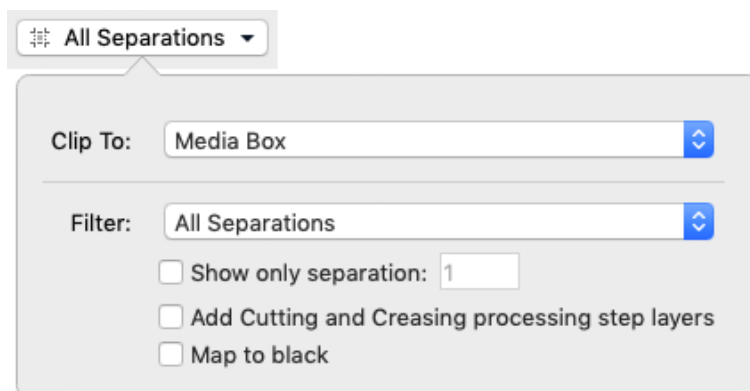 All Separations
Clip To: Media Box
Filter: All Separations
Show only separation: 1
Add Cutting and Creasing processing step layers
Map to black